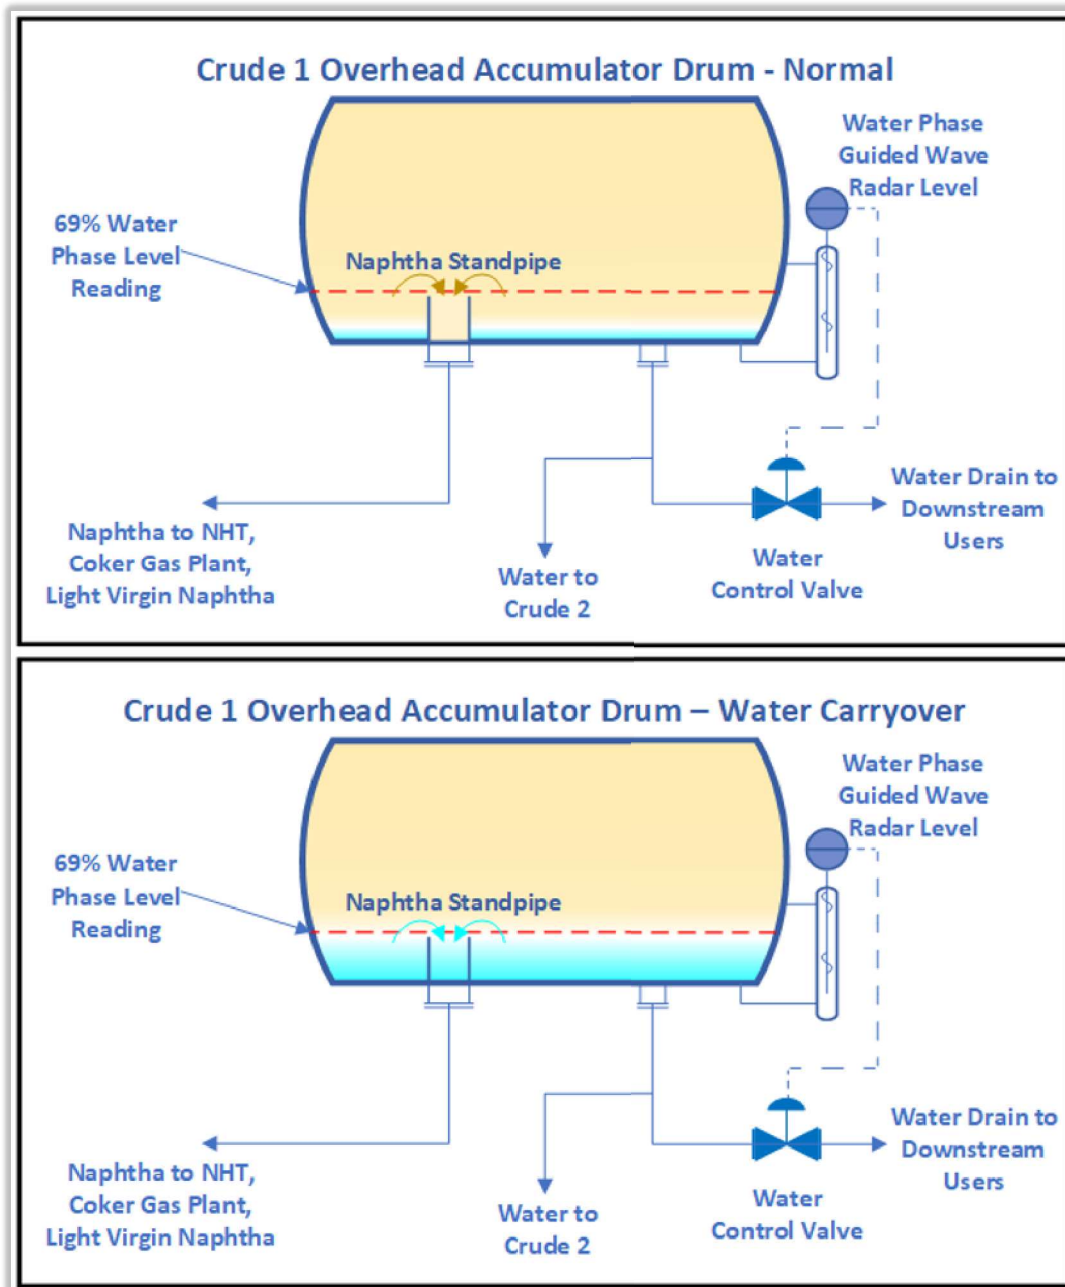 Crude 1 Overhead Accumulator Drum - Normal
Water Phase
Guided Wave
Radar Level
69% Water
Phase Level
Reading
Naphtha Standpipe
Naphtha to NHT,
Coker Gas Plant,
Light Virgin Naphtha
Water to
Crude 2
Water
Control Valve
Water Drain to
Downstream
Users
Crude 1 Overhead Accumulator Drum – Water Carryover
Water Phase
Guided Wave
Radar Level
69% Water
Phase Level
Reading
Naphtha Standpipe
Naphtha to NHT,
Coker Gas Plant,
Light Virgin Naphtha
Water to
Crude 2
Water
Control Valve
Water Drain to
Downstream
Users